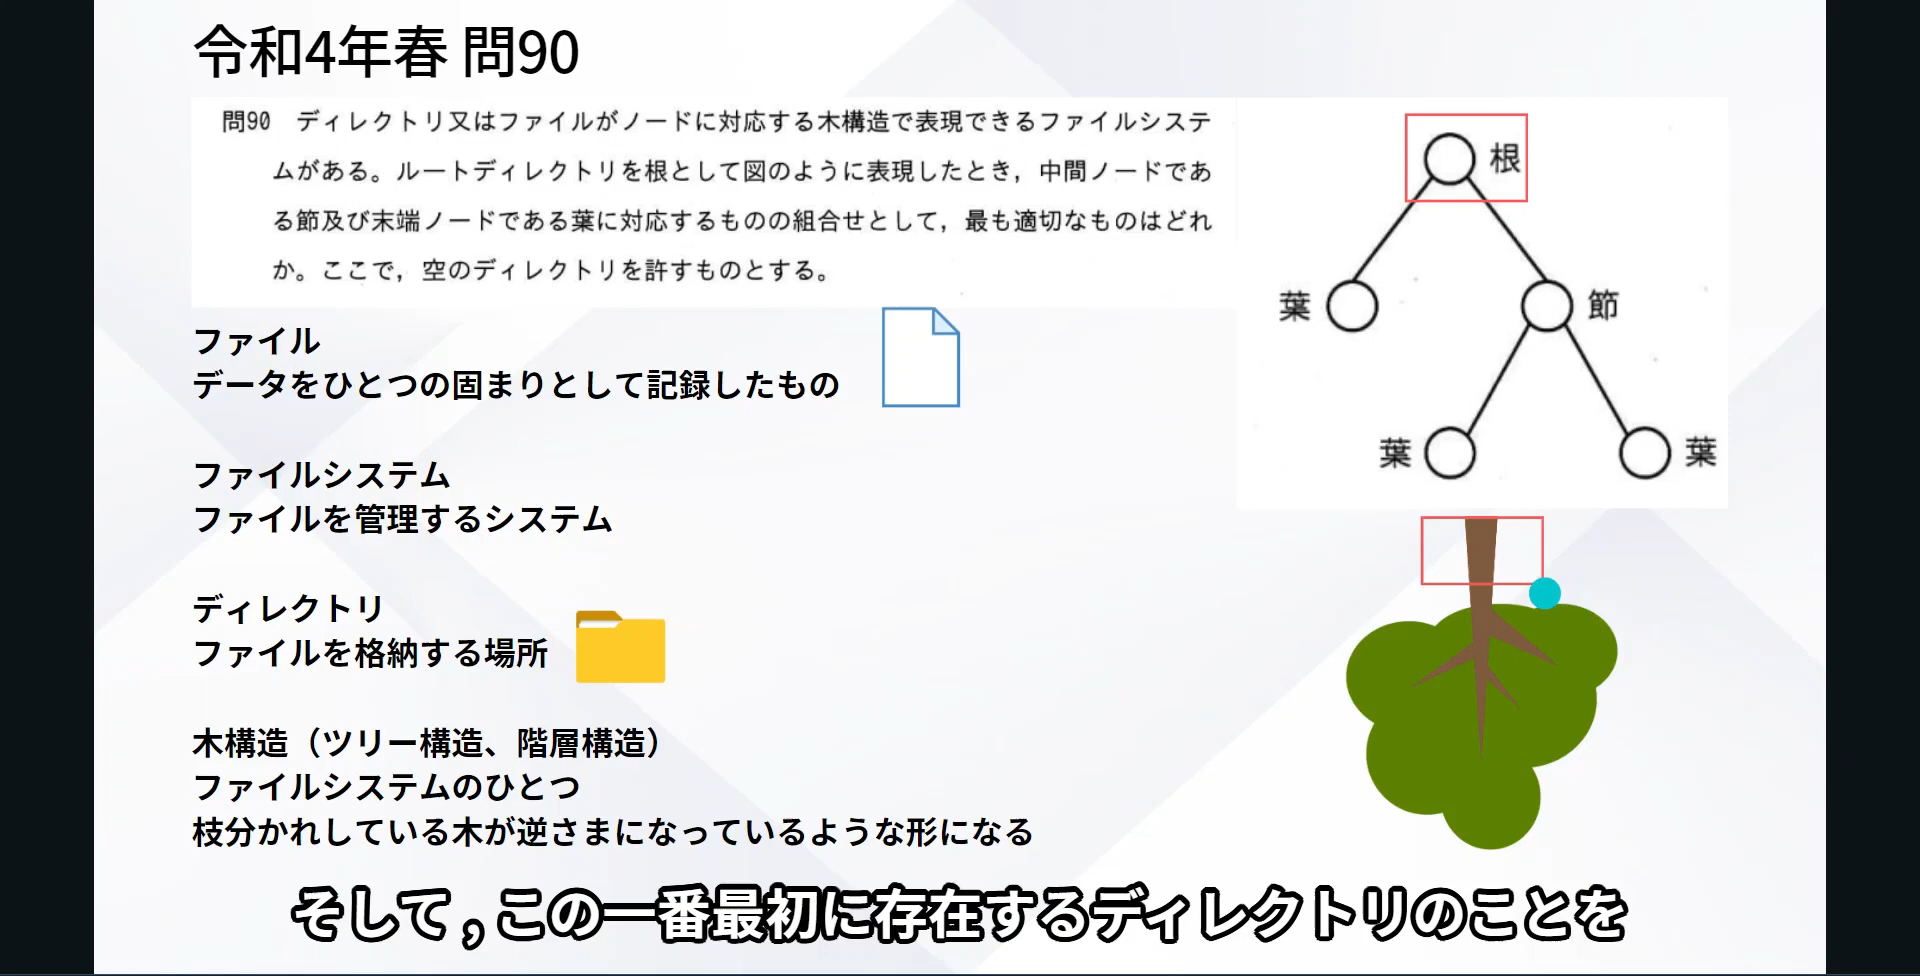 令和4年春 問90
問90 ディレクトリ又はファイルがノードに対応する木構造で表現できるファイルシステ
ムがある。ルートディレクトリを根として図のように表現したとき，中間ノードであ
る節及び末端ノードである葉に対応するものの組合せとして，最も適切なものはどれ
か。ここで，空のディレクトリを許すものとする。
根
葉
節
葉
葉
ファイル
データをひとつの固まりとして記録したもの
ファイルシステム
ファイルを管理するシステム
ディレクトリ
ファイルを格納する場所
木構造（ツリー構造、階層構造）
ファイルシステムのひとつ
枝分かれしている木が逆さまになっているような形になる
そして，この一番最初に存在するディレクトリのことを